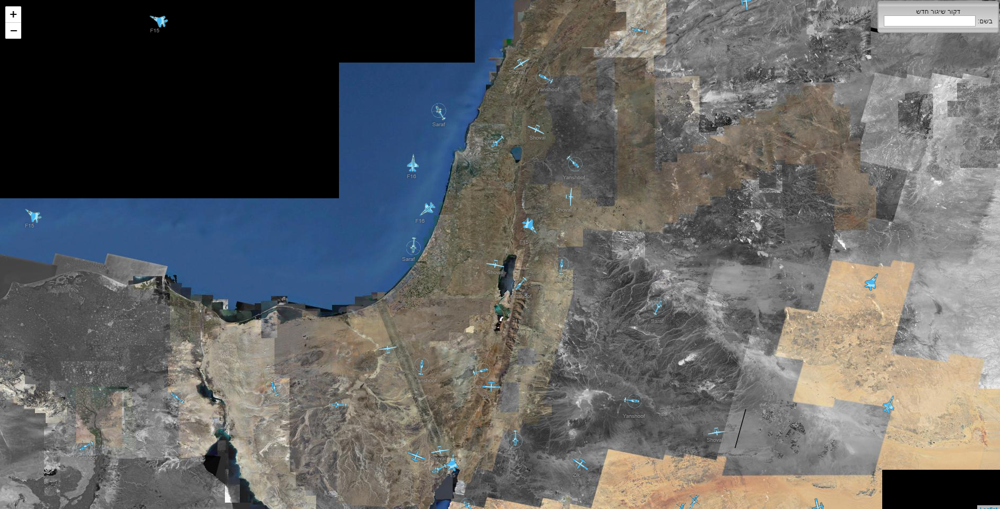 +
−
דקור שיגור חדש
בשם:
F15
Yanshoof
Shoval
Yanshoof
Saraf
Shoval
Saraf
F16
Yanshoof
Shoval
F16
F15
F15
Saraf
Shoval
Yanshoof
Yanshoof
Saraf
Shoval
Yanshoof
Zik
Yanshoof
Saraf
Yanshoof
Shoval
Saraf
Yanshoof
Shoval
Zik
F15
Zik
Saraf
Leaflet